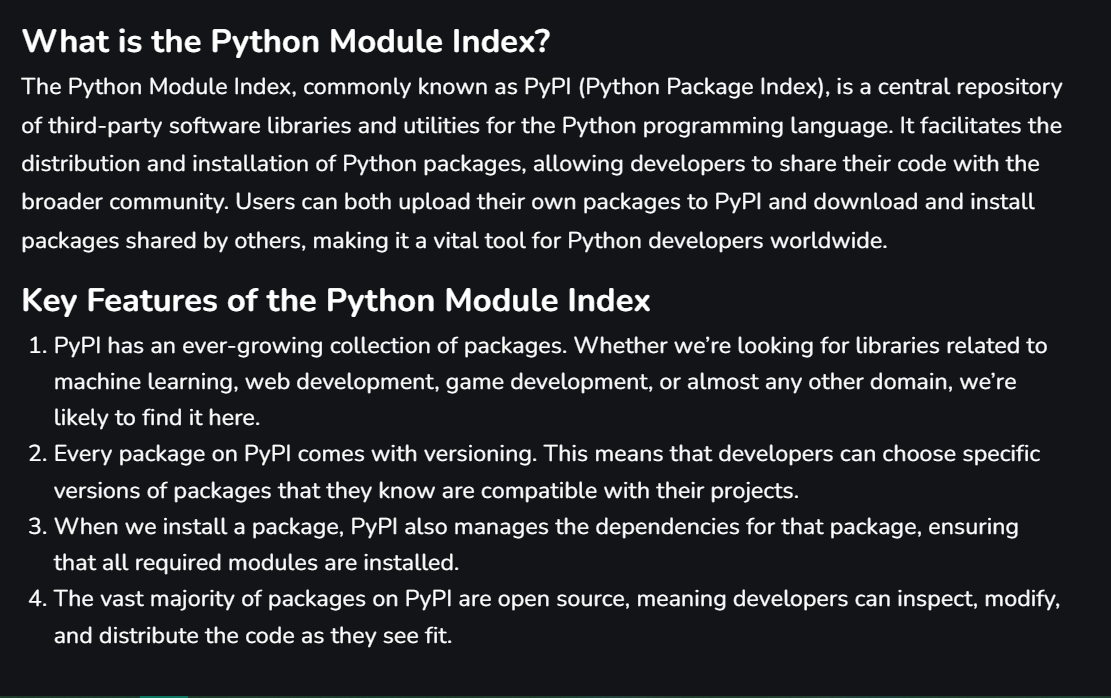 What is the Python Module Index?
The Python Module Index, commonly known as PyPI (Python Package Index), is a central repository
of third-party software libraries and utilities for the Python programming language. It facilitates the
distribution and installation of Python packages, allowing developers to share their code with the
broader community. Users can both upload their own packages to PyPI and download and install
packages shared by others, making it a vital tool for Python developers worldwide.
Key Features of the Python Module Index
1. PyPI has an ever-growing collection of packages. Whether we’re looking for libraries related to
machine learning, web development, game development, or almost any other domain, we’re
likely to find it here.
2. Every package on PyPI comes with versioning. This means that developers can choose specific
versions of packages that they know are compatible with their projects.
3. When we install a package, PyPI also manages the dependencies for that package, ensuring
that all required modules are installed.
4. The vast majority of packages on PyPI are open source, meaning developers can inspect, modify,
and distribute the code as they see fit.